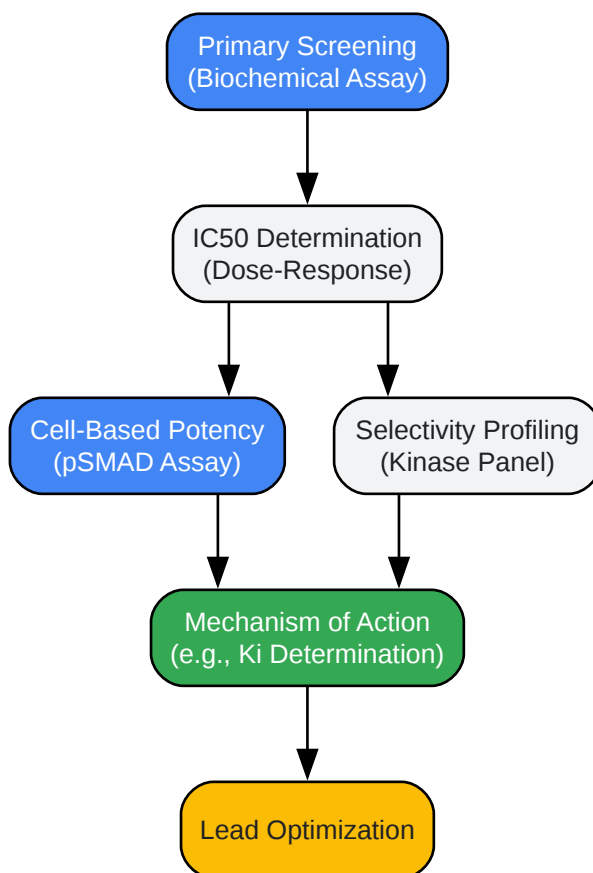 Primary Screening
(Biochemical Assay)
IC50 Determination
(Dose-Response)
Cell-Based Potency
(pSMAD Assay)
Selectivity Profiling
(Kinase Panel)
Mechanism of Action
(e.g., Ki Determination)
Lead Optimization